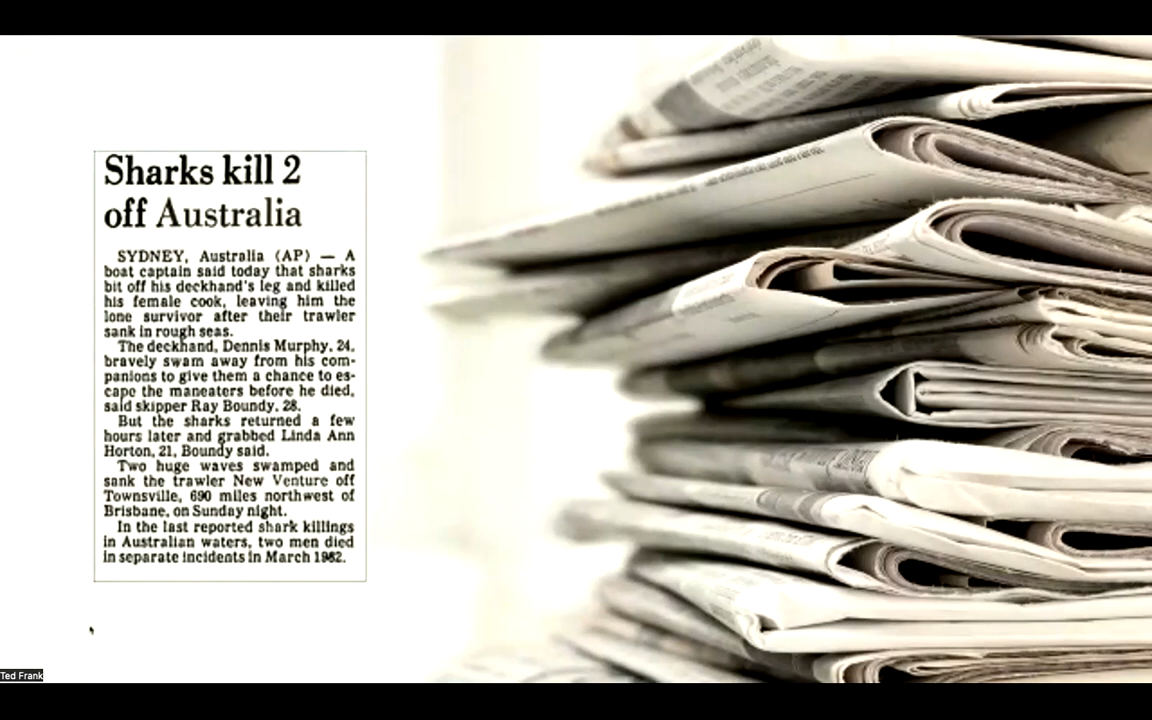 Sharks kill 2
off Australia
SYDNEY, Australia (AP) — A
boat captain said today that sharks
bit off his deckhand's leg and killed
his female cook, leaving him the
lone survivor after their trawler
sank in rough seas.
The deckhand, Dennis Murphy, 24,
bravely swam away from his com-
panions to give them a chance to es-
cape the maneaters before he died,
said skipper Ray Boundy, 28.
But the sharks returned a few
hours later and grabbed Linda Ann
Horton, 21, Boundy said.
Two huge waves swamped and
sank the trawler New Venture off
Townsville, 690 miles northwest of
Brisbane, on Sunday night.
In the last reported shark killings
in Australian waters, two men died
in separate incidents in March 1982.
Ted Frank